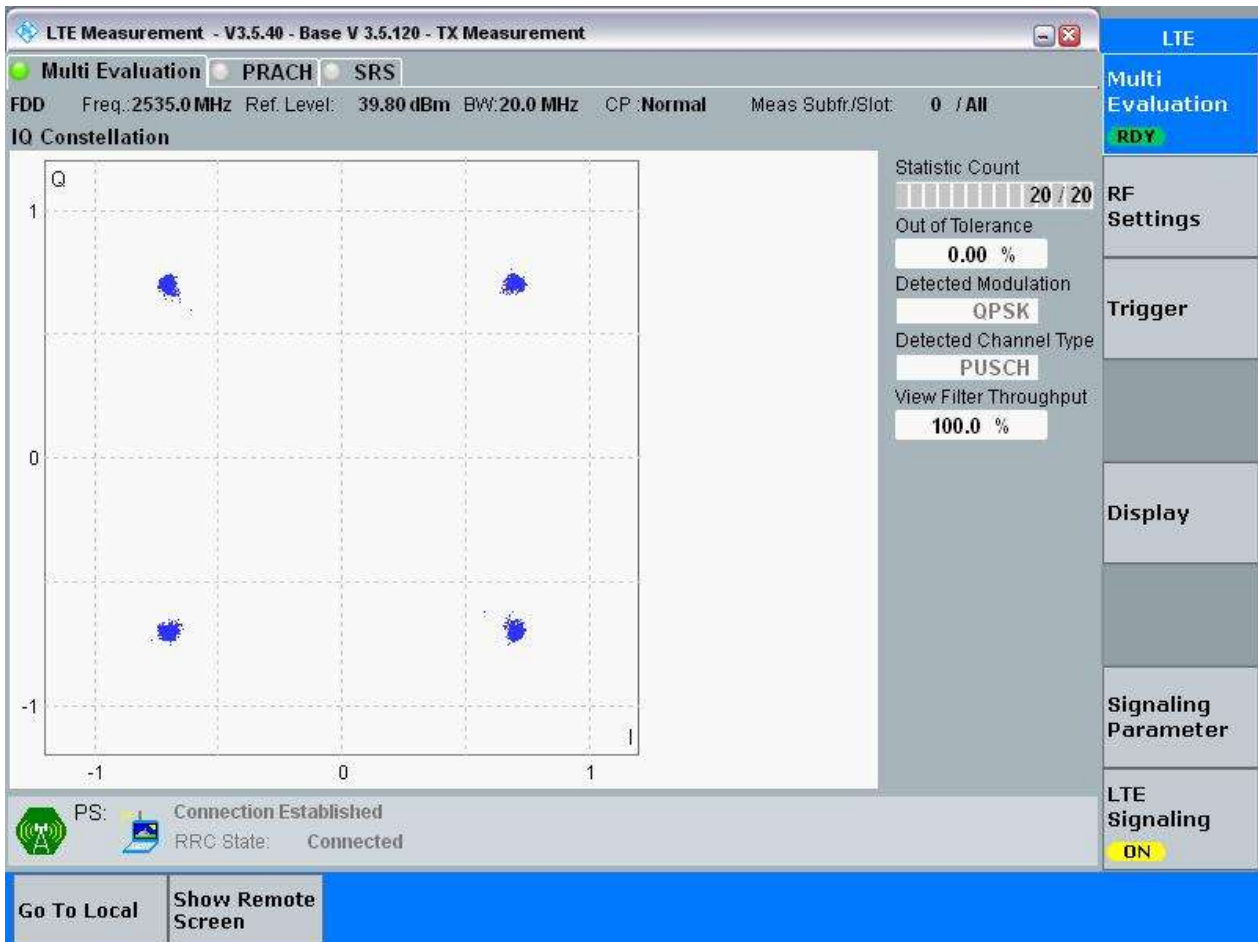 LTE Measurement - V3.5.40 - Base V 3.5.120 - TX Measurement
Multi Evaluation PRACH SRS
FDD Freq.:2535.0 MHz Ref. Level: 39.80 dBm BW:20.0 MHz CP :Normal Meas Subfr./Slot: 0 / All
IQ Constellation
Q
1
0
-1
I
-1 0 1
Statistic Count
20 / 20
Out of Tolerance
0.00 %
Detected Modulation
QPSK
Detected Channel Type
PUSCH
View Filter Throughput
100.0 %
PS: Connection Established
RRC State: Connected
LTE
Multi
Evaluation
RDY
RF
Settings
Trigger
Display
Signaling
Parameter
LTE
Signaling
ON
Go To Local
Show Remote
Screen